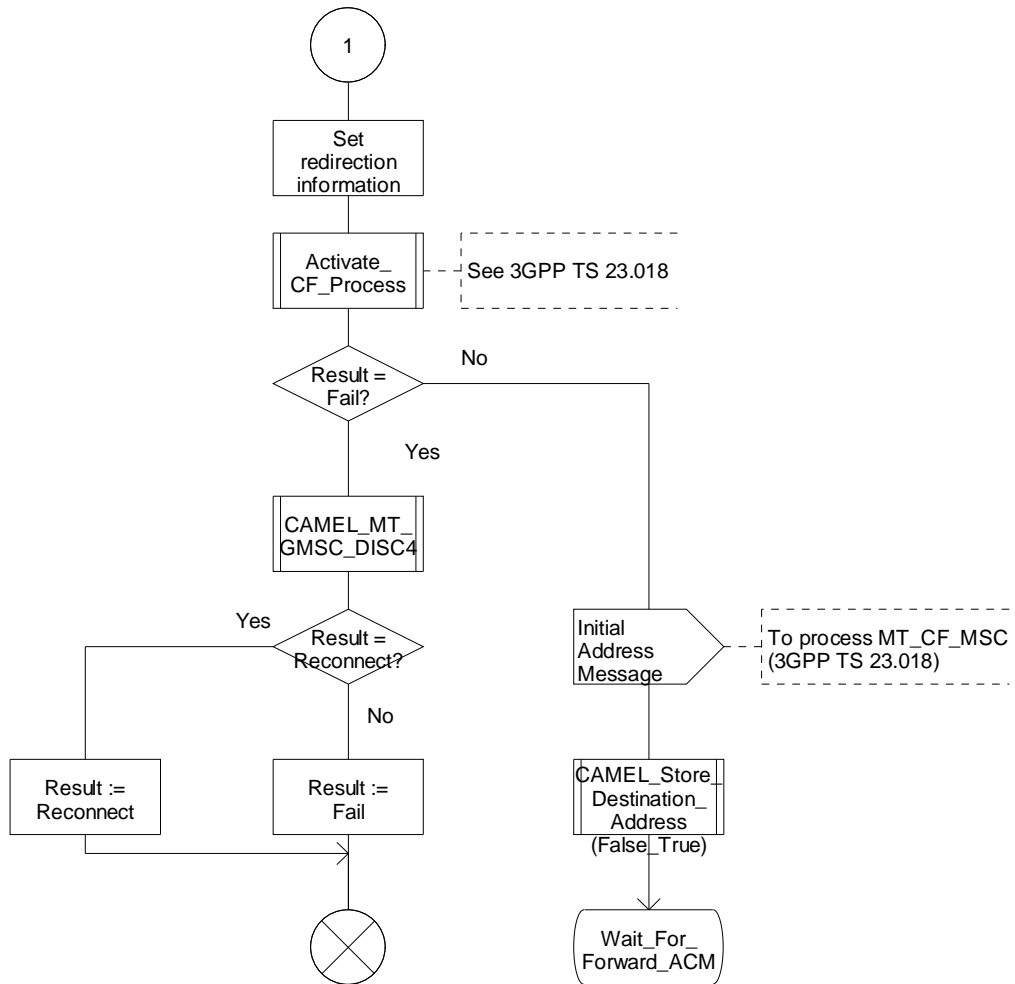 1
Set
redirection
information
Activate_
CF_Process
See 3GPP TS 23.018
Result =
Fail?
No
Yes
CAMEL_MT_
GMSC_DISC4
Yes
Result =
Reconnect?
No
Initial
Address
Message
To process MT_CF_MSC
(3GPP TS 23.018)
Result :=
Reconnect
Result :=
Fail
CAMEL_Store_
Destination_
Address
(False_True)
Wait_For_
Forward_ACM